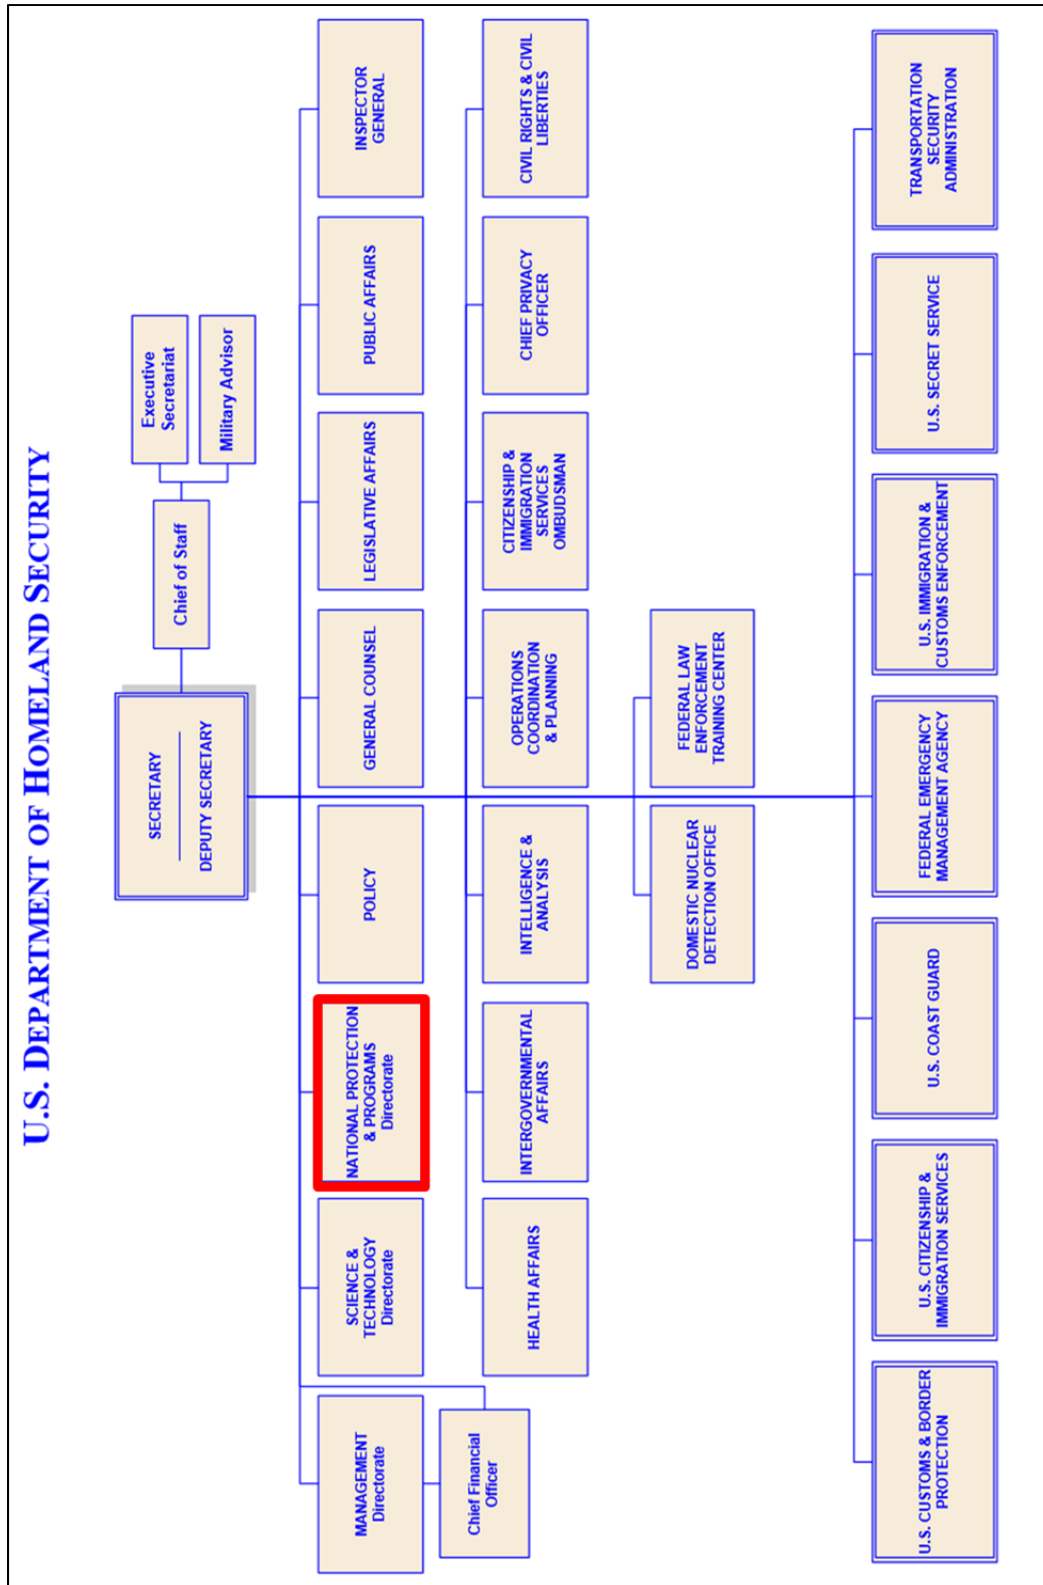 U.S. DEPARTMENT OF HOMELAND SECURITY
SECRETARY
DEPUTY SECRETARY
Chief of Staff
Executive
Secretariat
Military Advisor
MANAGEMENT
Directorate
SCIENCE &
TECHNOLOGY
Directorate
NATIONAL PROTECTION
& PROGRAMS
Directorate
POLICY
GENERAL COUNSEL
LEGISLATIVE AFFAIRS
PUBLIC AFFAIRS
INSPECTOR
GENERAL
Chief Financial
Officer
HEALTH AFFAIRS
INTERGOVERNMENTAL
AFFAIRS
INTELLIGENCE &
ANALYSIS
OPERATIONS
COORDINATION
& PLANNING
CITIZENSHIP &
IMMIGRATION
SERVICES
OMBUDSMAN
CHIEF PRIVACY
OFFICER
CIVIL RIGHTS & CIVIL
LIBERTIES
DOMESTIC NUCLEAR
DETECTION OFFICE
FEDERAL LAW
ENFORCEMENT
TRAINING CENTER
U.S. CUSTOMS & BORDER
PROTECTION
U.S. CITIZENSHIP &
IMMIGRATION SERVICES
U.S. COAST GUARD
FEDERAL EMERGENCY
MANAGEMENT AGENCY
U.S. IMMIGRATION &
CUSTOMS ENFORCEMENT
U.S. SECRET SERVICE
TRANSPORTATION
SECURITY
ADMINISTRATION